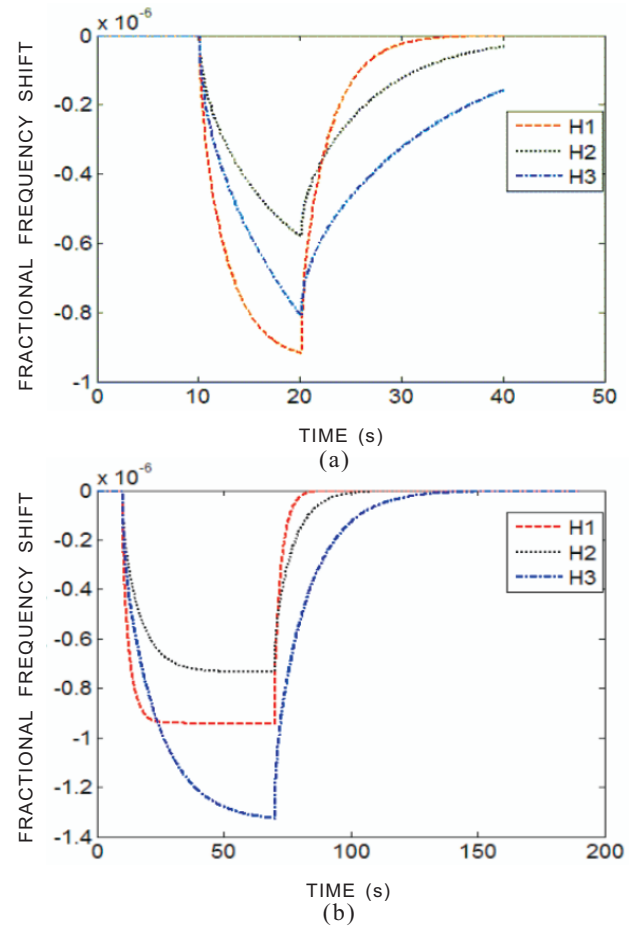 x 10^-6
0
-0.2
-0.4
-0.6
-0.8
-1
FRACTIONAL FREQUENCY SHIFT
H1
H2
H3
0 10 20 30 40 50
TIME (s)
(a)
x 10^-6
0
-0.2
-0.4
-0.6
-0.8
-1
-1.2
-1.4
FRACTIONAL FREQUENCY SHIFT
H1
H2
H3
0 50 100 150 200
TIME (s)
(b)